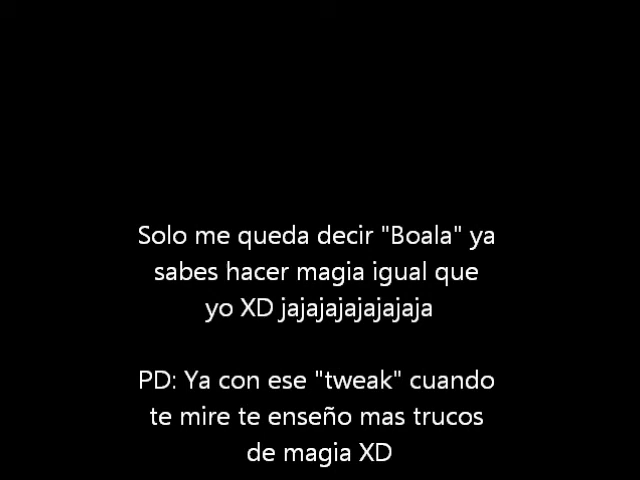 Solo me queda decir "Boala" ya
sabes hacer magia igual que
yo XD jajajajajajajaja
PD: Ya con ese "tweak" cuando
te mire te enseño mas trucos
de magia XD